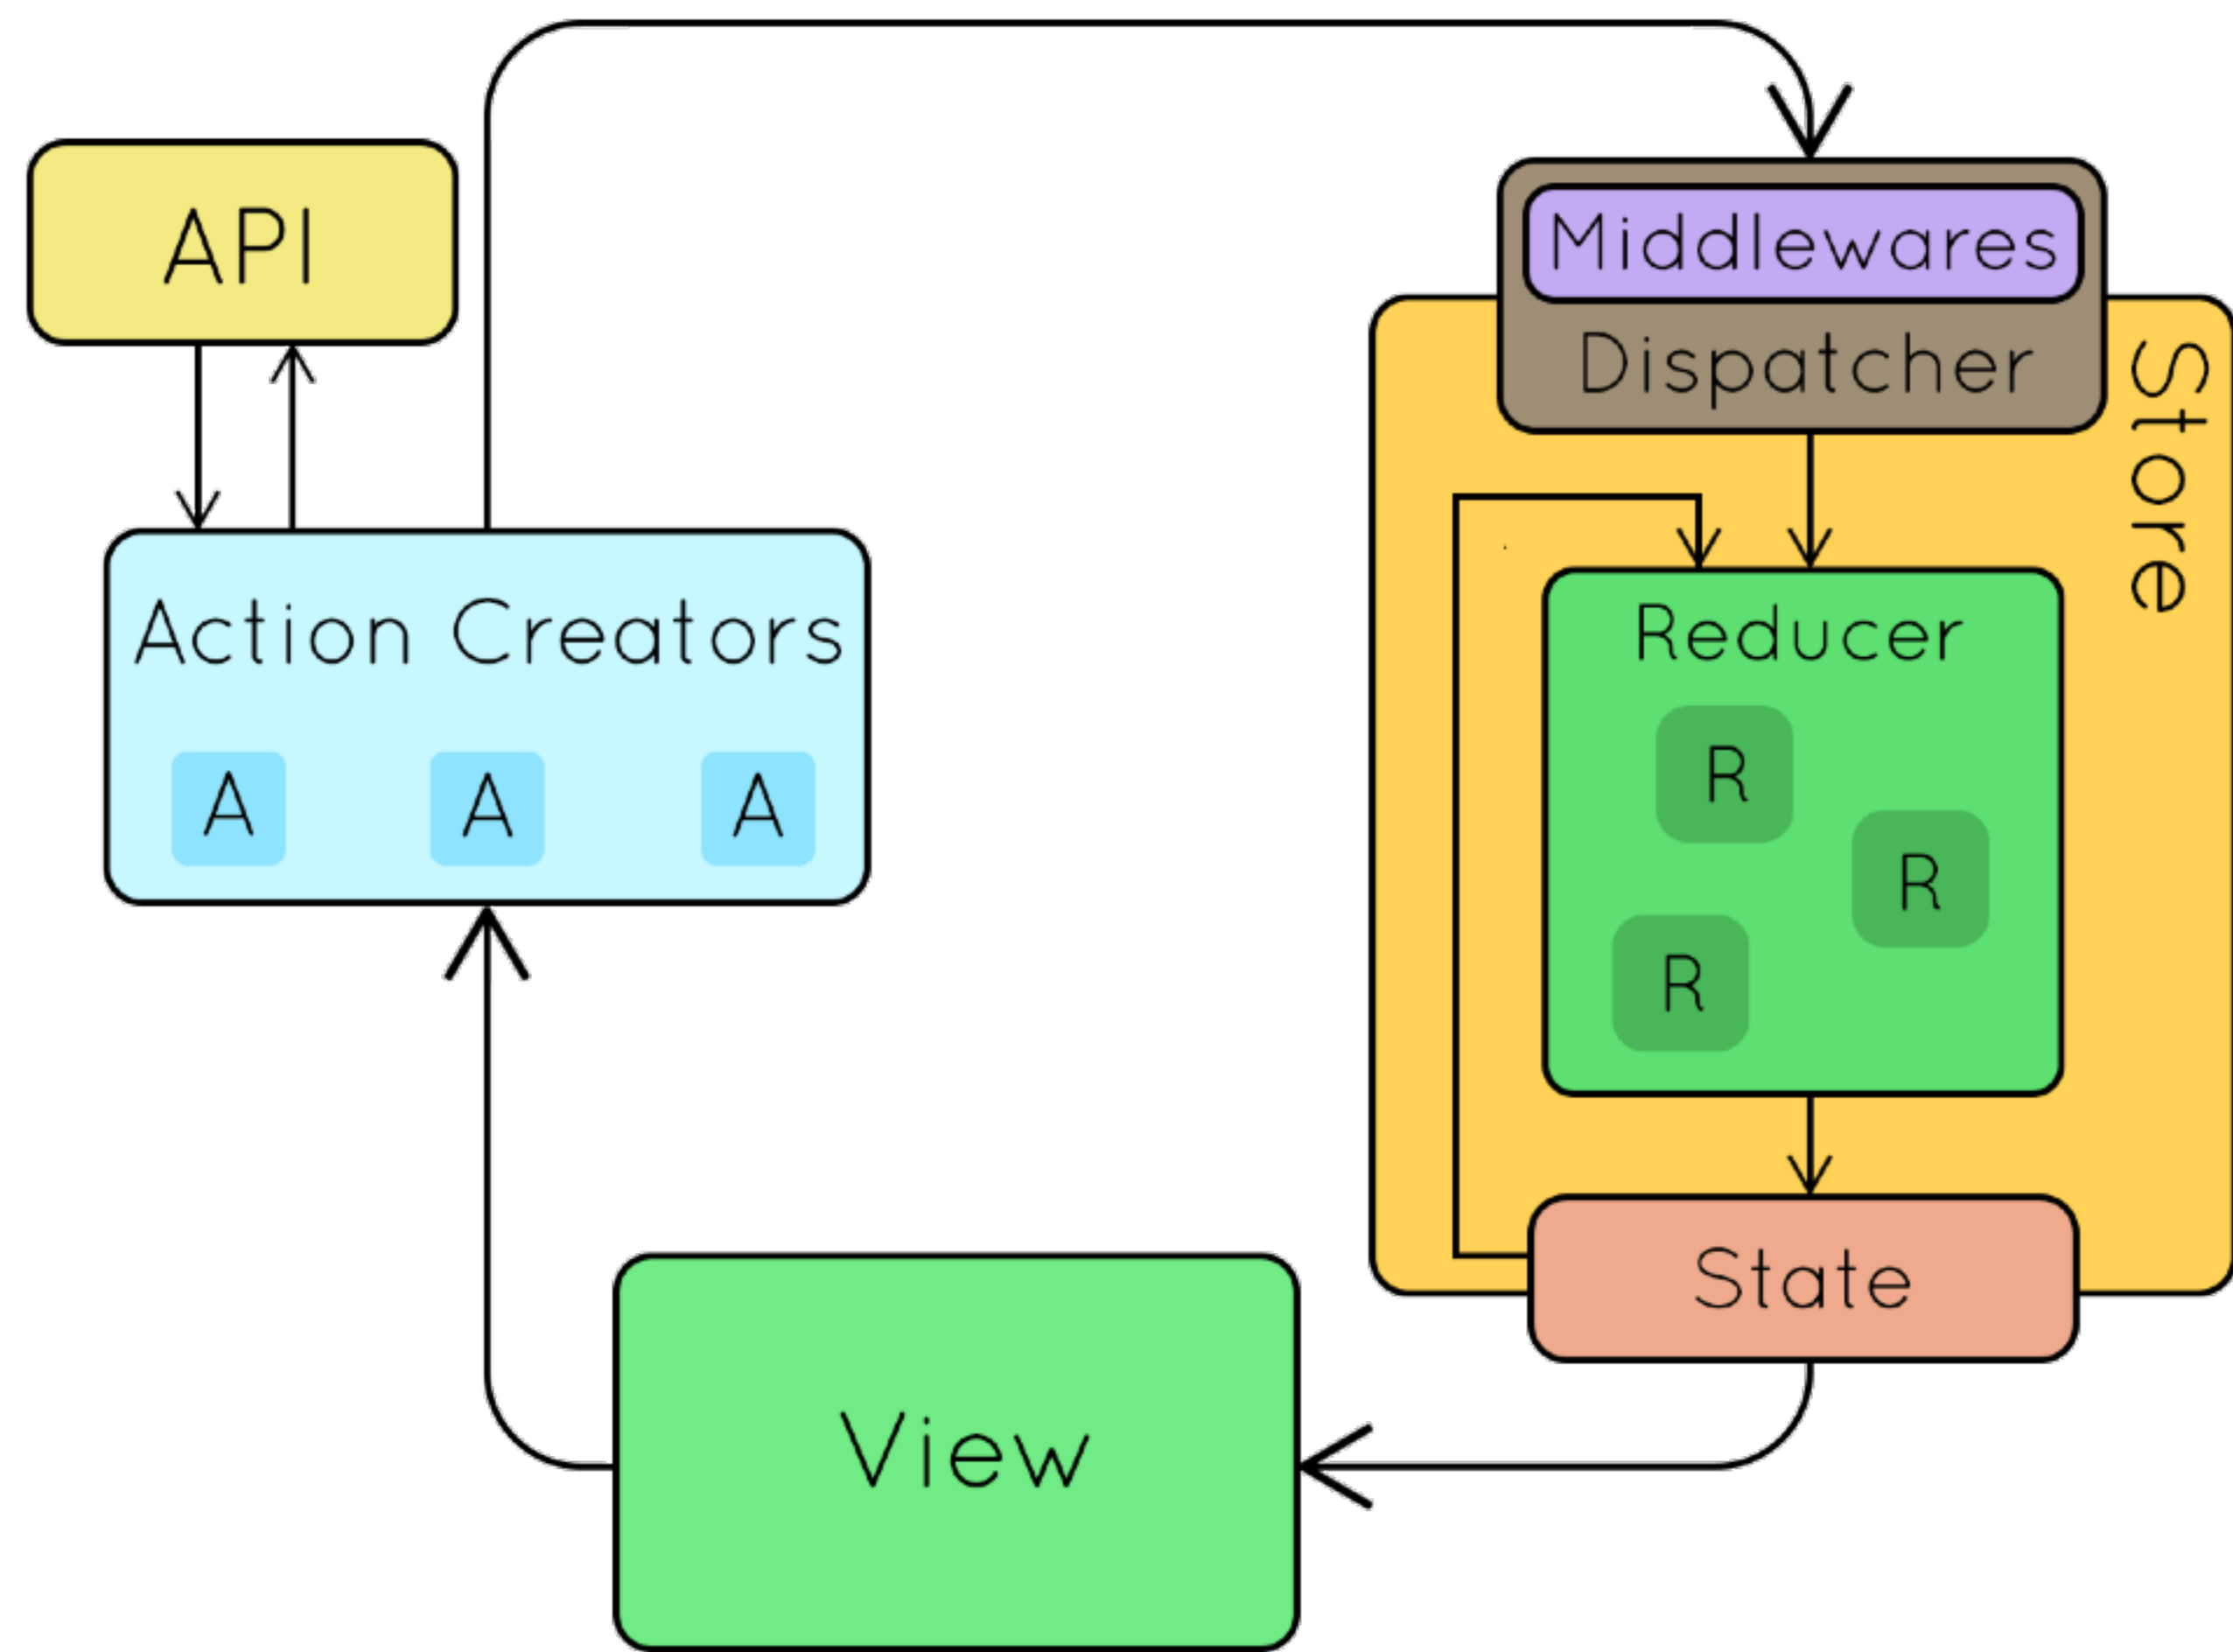 API
Middlewares
Dispatcher
Store
Action Creators
A A A
Reducer
R
R
R
State
View